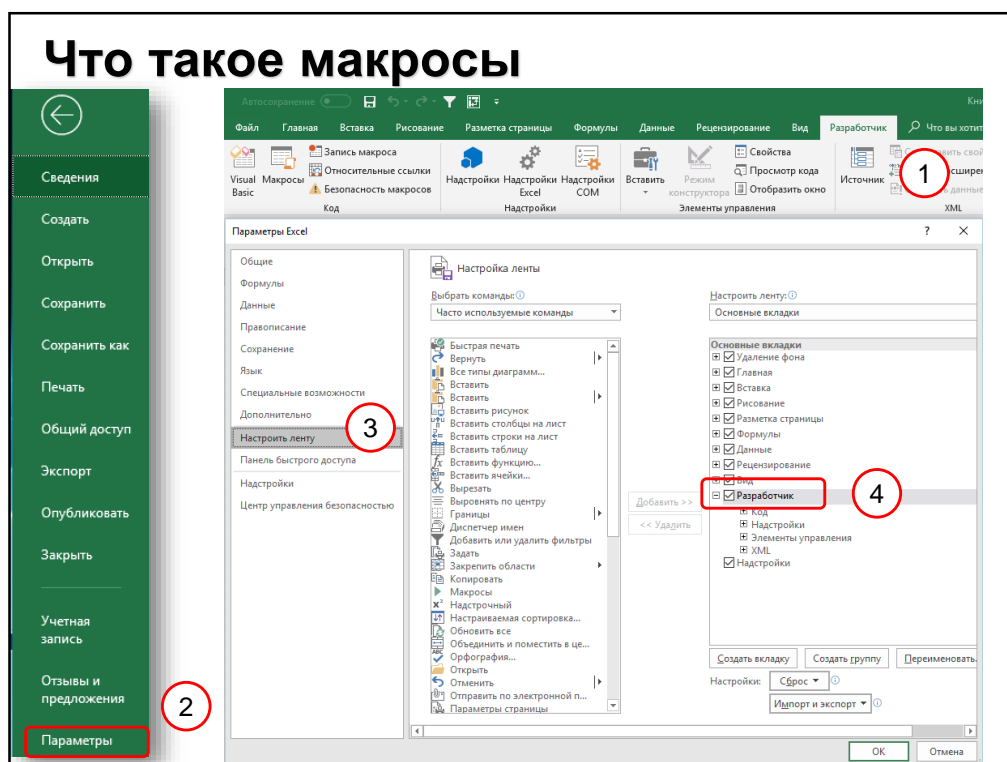 Что такое макросы
Сведения
Создать
Открыть
Сохранить
Сохранить как
Печать
Общий доступ
Экспорт
Опубликовать
Закрыть
Учетная
запись
Отзывы и
предложения
Параметры
2
Автосохранение
Файл Главная Вставка Рисование Разметка страницы Формулы Данные Рецензирование Вид Разработчик Что вы хотит
Visual Basic
Макросы
Запись макроса
Относительные ссылки
Безопасность макросов
Код
Надстройки
Надстройки Excel
Надстройки COM
Надстройки
Вставить
Режим конструктора
Свойства
Просмотр кода
Отобразить окно
Элементы управления
Источник
1
XML
Параметры Excel ? ×
Общие
Формулы
Данные
Правописание
Сохранение
Язык
Специальные возможности
Дополнительно
Настроить ленту
3
Панель быстрого доступа
Надстройки
Центр управления безопасностью
Настройка ленты
Выбрать команды:
Часто используемые команды
Быстрая печать
Вернуть
Все типы диаграмм...
Вставить
Вставить
Вставить рисунок
Вставить столбцы на лист
Вставить строки на лист
Вставить таблицу
Вставить функцию...
Вставить ячейки...
Вырезать
Выровнять по центру
Границы
Диспетчер имен
Добавить или удалить фильтры
Задать
Закрепить области
Копировать
Макросы
Надстрочный
Настраиваемая сортировка...
Обновить все
Объединить и поместить в це...
Орфография...
Открыть
Отменить
Отправить по электронной п...
Параметры страницы
Добавить >>
<< Удалить
Настроить ленту:
Основные вкладки
Основные вкладки
Удаление фона
Главная
Вставка
Рисование
Разметка страницы
Формулы
Данные
Рецензирование
Вид
Разработчик
4
Код
Надстройки
Элементы управления
XML
Надстройки
Создать вкладку Создать группу Переименовать.
Настройки: Сброс
Импорт и экспорт
ОК Отмена